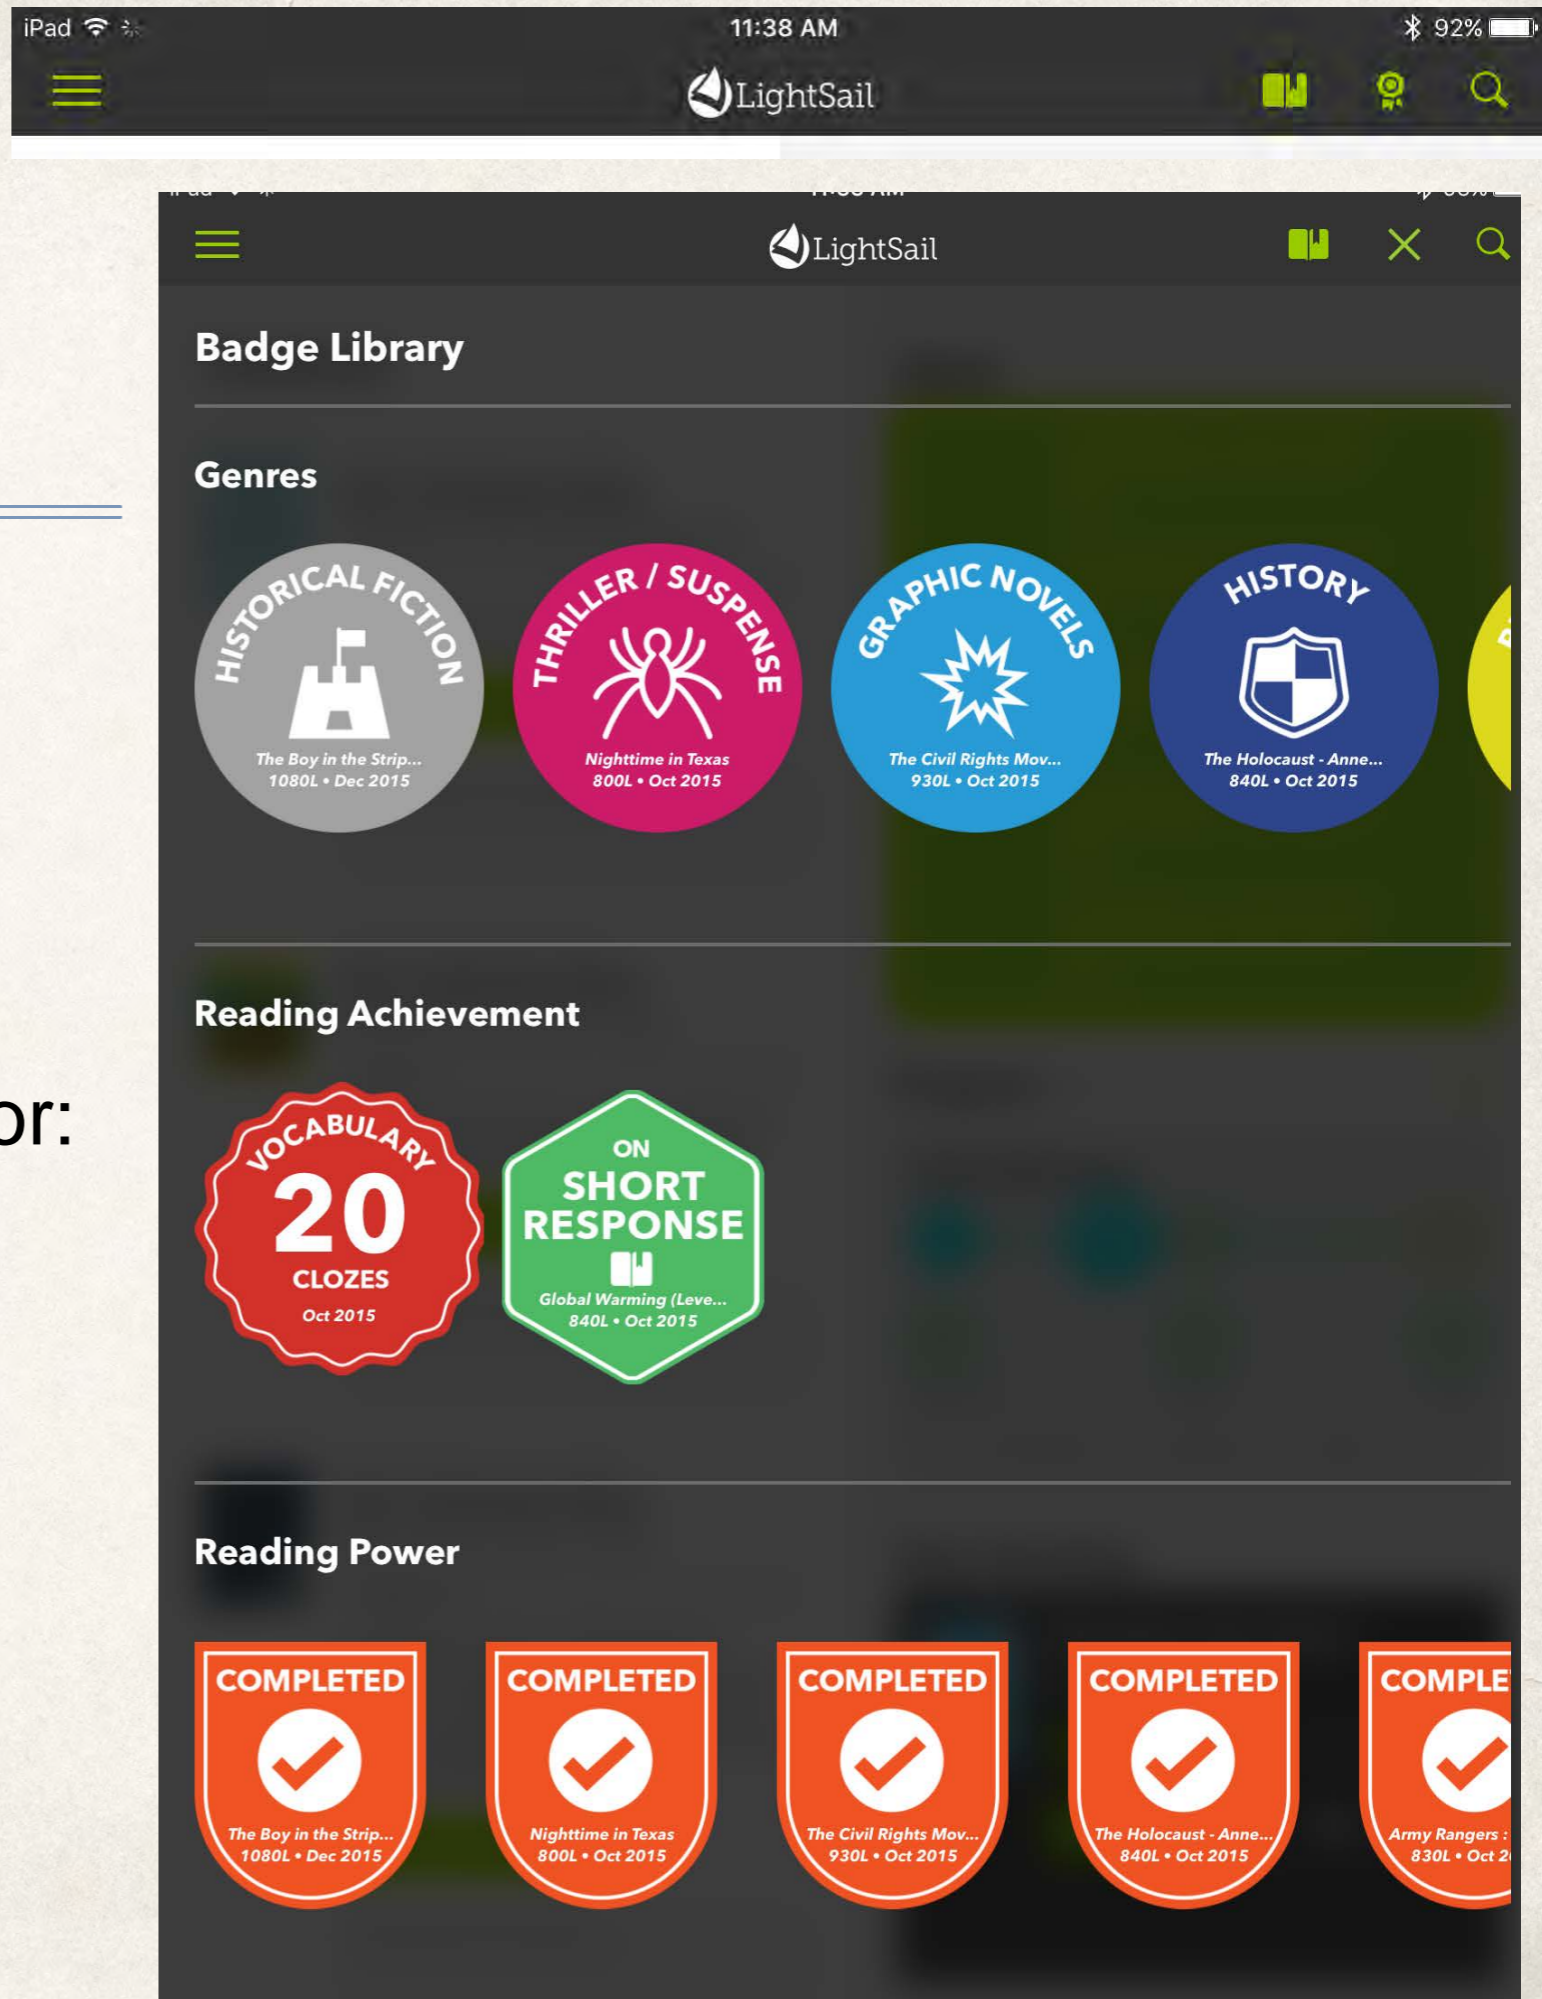 iPad 11:38 AM 92%
LightSail
LightSail
Badge Library
Genres
HISTORICAL FICTION
The Boy in the Strip...
1080L • Dec 2015
THRILLER / SUSPENSE
Nighttime in Texas
800L • Oct 2015
GRAPHIC NOVELS
The Civil Rights Mov...
930L • Oct 2015
HISTORY
The Holocaust - Anne...
840L • Oct 2015
Reading Achievement
or:
VOCABULARY
20
CLOZES
Oct 2015
ON
SHORT
RESPONSE
Global Warming (Leve...
840L • Oct 2015
Reading Power
COMPLETED
The Boy in the Strip...
1080L • Dec 2015
COMPLETED
Nighttime in Texas
800L • Oct 2015
COMPLETED
The Civil Rights Mov...
930L • Oct 2015
COMPLETED
The Holocaust - Anne...
840L • Oct 2015
COMPLE
Army Rangers :
830L • Oct 2